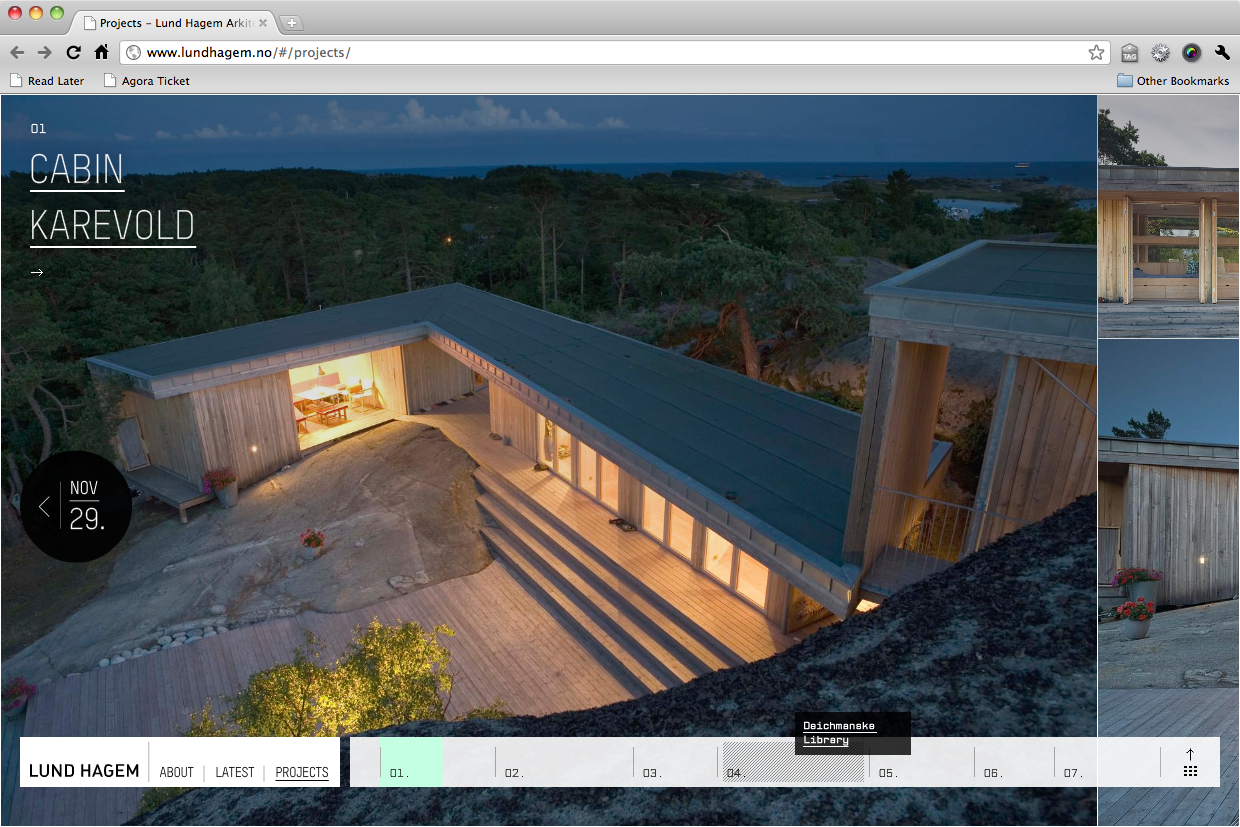 Projects – Lund Hagem Arkit
www.lundhagem.no/#/projects/
TAG
Read Later
Agora Ticket
Other Bookmarks
01
CABIN
KAREVOLD
→
NOV
29.
Deichmanske
Library
LUND HAGEM
ABOUT
LATEST
PROJECTS
01.
02.
03.
04.
05.
06.
07.